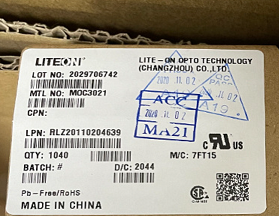 LITEON
LITE-ON OPTO TECHNOLOGY
(CHANGZHOU) CO..LTD.
LOT NO: 2029706742
MTL NO: MOC3021
CPN:
ACC
MA21
LPN: RLZ20110204639
QTY: 1040
D/C: 2044
M/C: 7FT15
BATCH: #
Pb-Free/RoHS
MADE IN CHINA